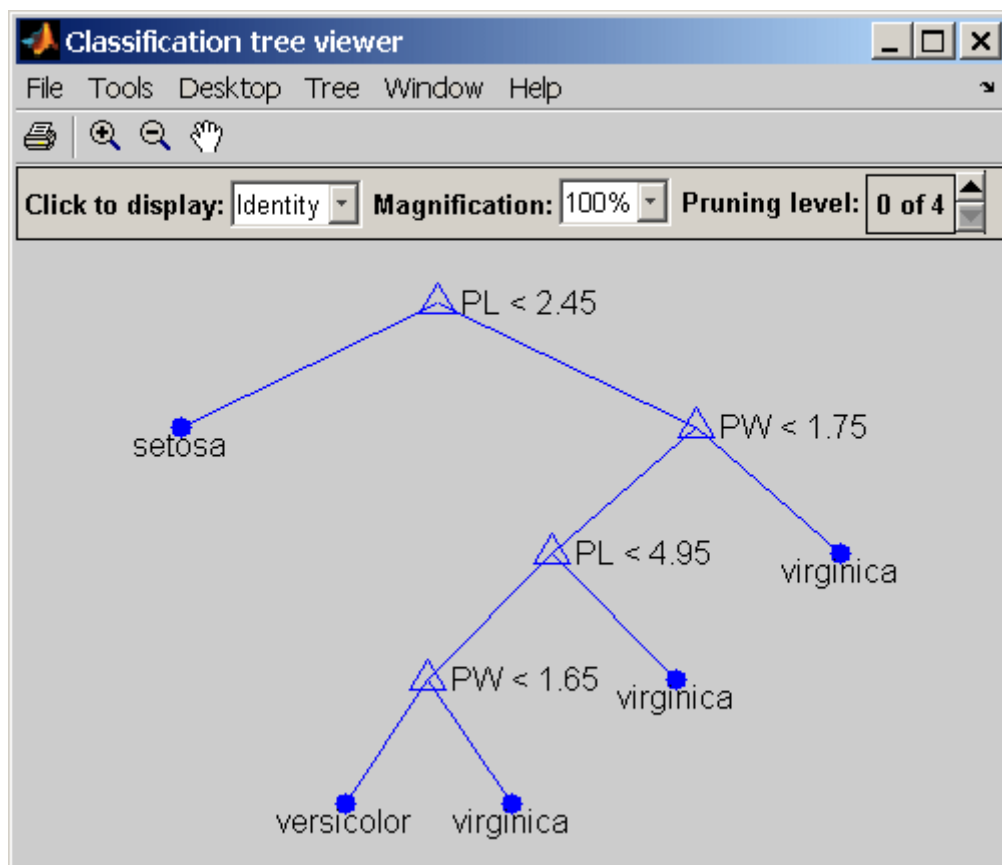 Classification tree viewer
File Tools Desktop Tree Window Help
Click to display: Identity Magnification: 100% Pruning level: 0 of 4
PL < 2.45
setosa
PW < 1.75
PL < 4.95
virginica
PW < 1.65
virginica
versicolor virginica